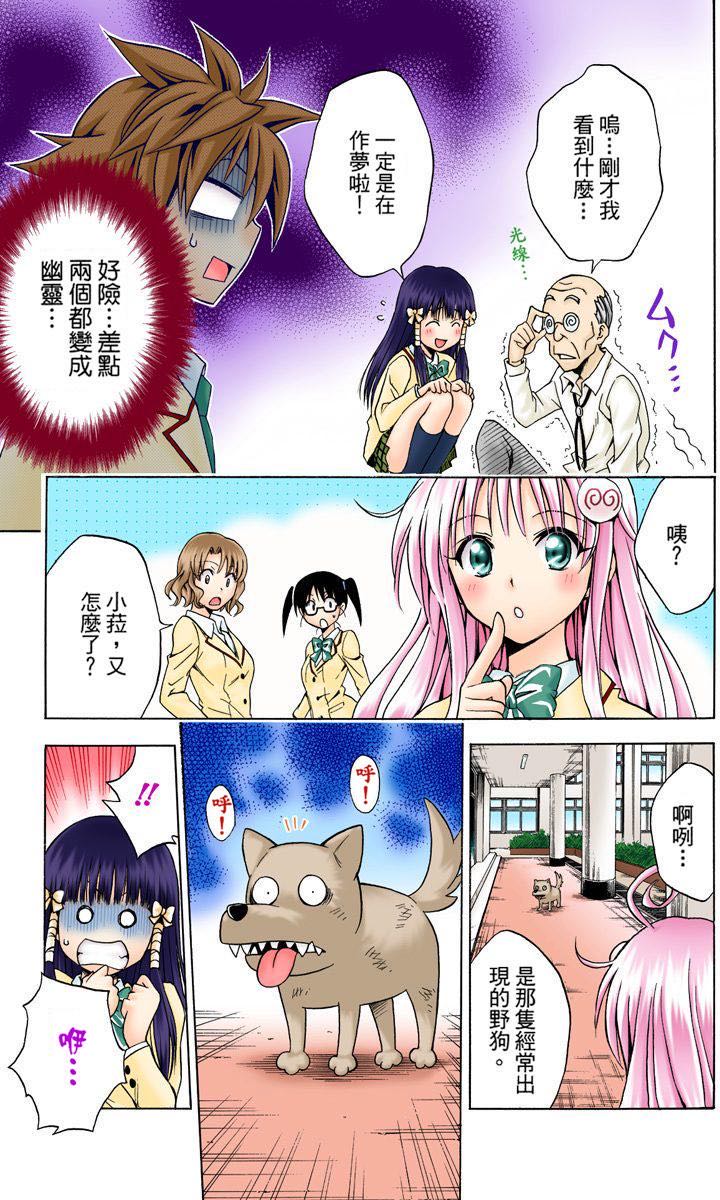 嗚…剛才我
看到什麼…
光線…
ムク…
一定是在
作夢啦！
好險…差點
兩個都變成
幽靈…
咦？
小菈，又
怎麼了？
啊咧…
是那隻經常出
現的野狗。
呼！
呼！
!!
咿…